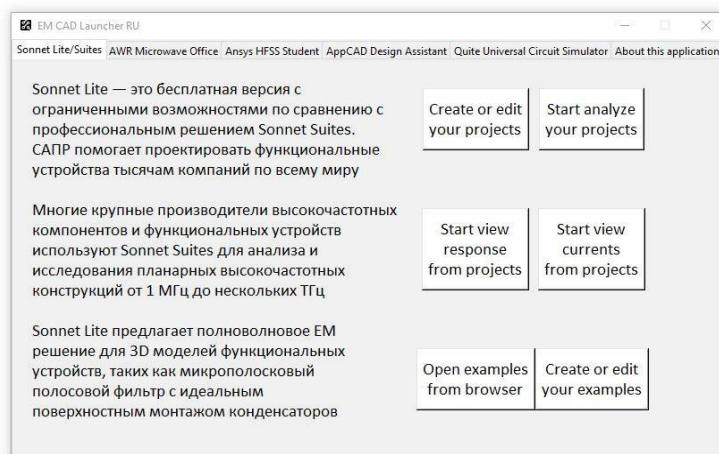 EM CAD Launcher RU
Sonnet Lite/Suites AWR Microwave Office Ansys HFSS Student AppCAD Design Assistant Quite Universal Circuit Simulator About this application
Sonnet Lite — это бесплатная версия с
ограниченными возможностями по сравнению с
профессиональным решением Sonnet Suites.
САПР помогает проектировать функциональные
устройства тысячам компаний по всему миру
Create or edit
your projects
Start analyze
your projects
Многие крупные производители высокочастотных
компонентов и функциональных устройств
используют Sonnet Suites для анализа и
исследования планарных высокочастотных
конструкций от 1 МГц до нескольких ТГц
Start view
response
from projects
Start view
currents
from projects
Sonnet Lite предлагает полноволновое EM
решение для 3D моделей функциональных
устройств, таких как микрополосковый
полосовой фильтр с идеальным
поверхностным монтажом конденсаторов
Open examples
from browser
Create or edit
your examples